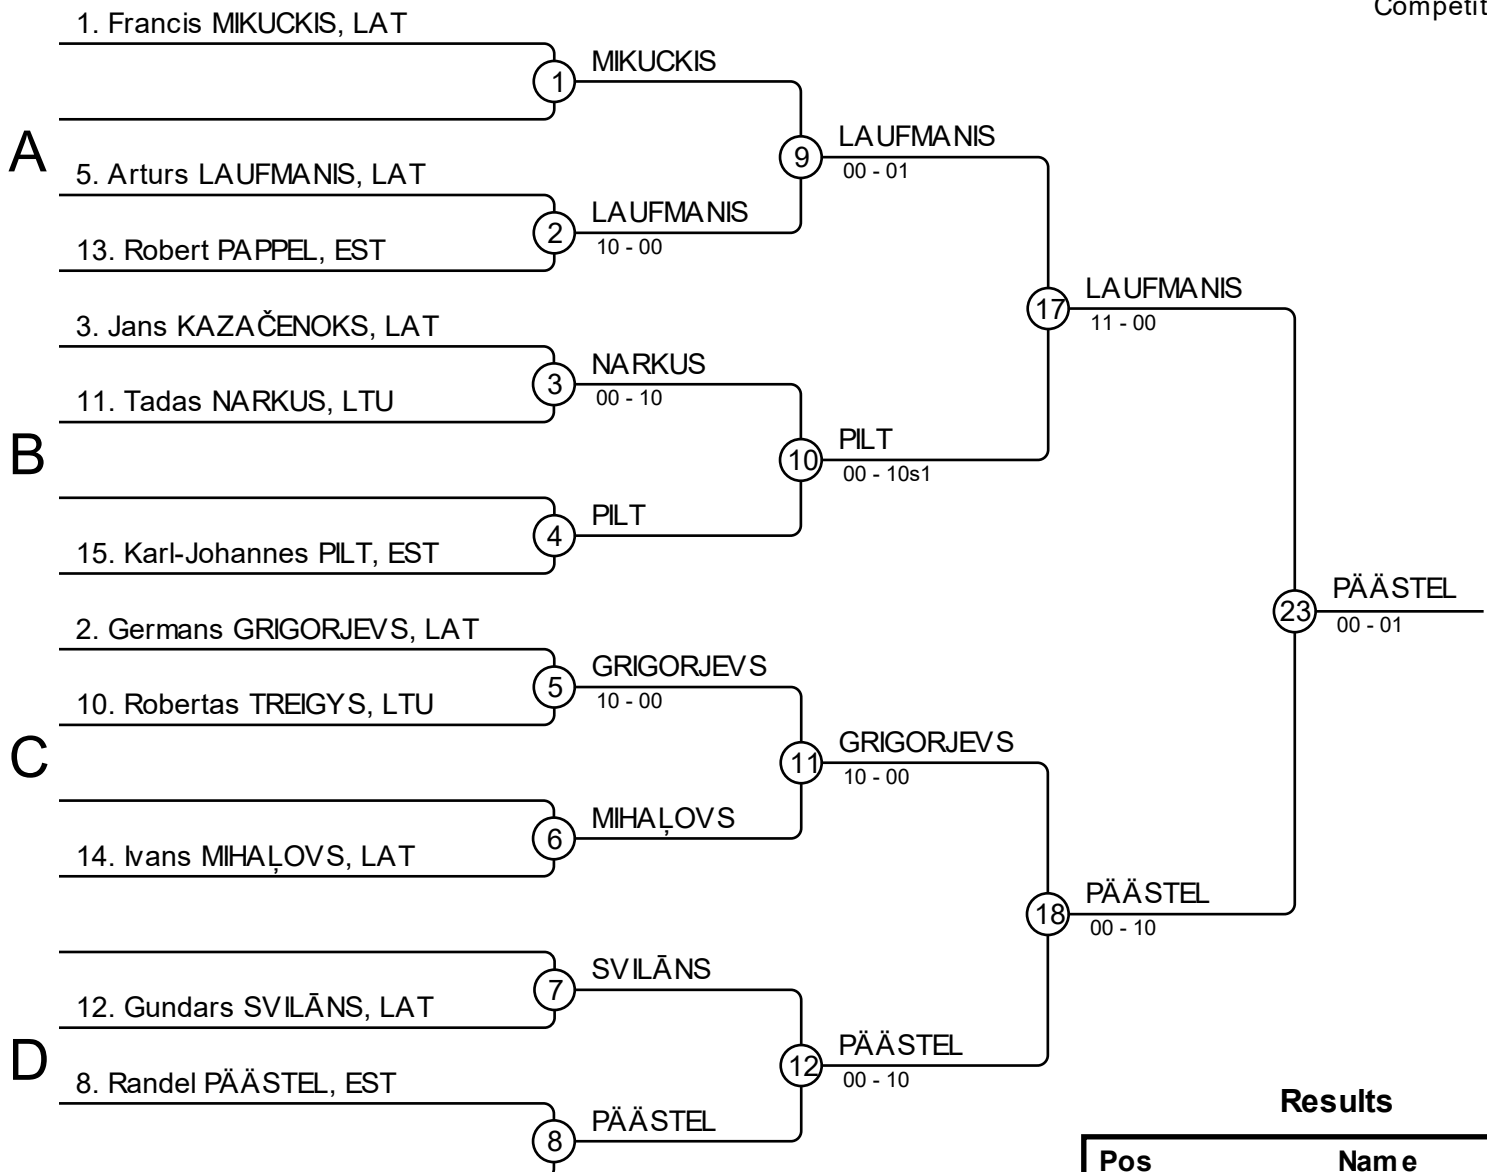 Competit
1. Francis MIKUCKIS, LAT
1
MIKUCKIS
A
9
LAUFMANIS
00 - 01
5. Arturs LAUFMANIS, LAT
2
LAUFMANIS
10 - 00
13. Robert PAPPEL, EST
17
LAUFMANIS
11 - 00
3. Jans KAZAČENOKS, LAT
3
NARKUS
00 - 10
11. Tadas NARKUS, LTU
B
10
PILT
00 - 10s1
4
PILT
15. Karl-Johannes PILT, EST
23
PÄÄSTEL
00 - 01
2. Germans GRIGORJEVS, LAT
5
GRIGORJEVS
10 - 00
10. Robertas TREIGYS, LTU
C
11
GRIGORJEVS
10 - 00
6
MIHAĻOVS
14. Ivans MIHAĻOVS, LAT
18
PÄÄSTEL
00 - 10
7
SVILĀNS
12. Gundars SVILĀNS, LAT
D
12
PÄÄSTEL
00 - 10
8. Randel PÄÄSTEL, EST
8
PÄÄSTEL
Results
Pos Name